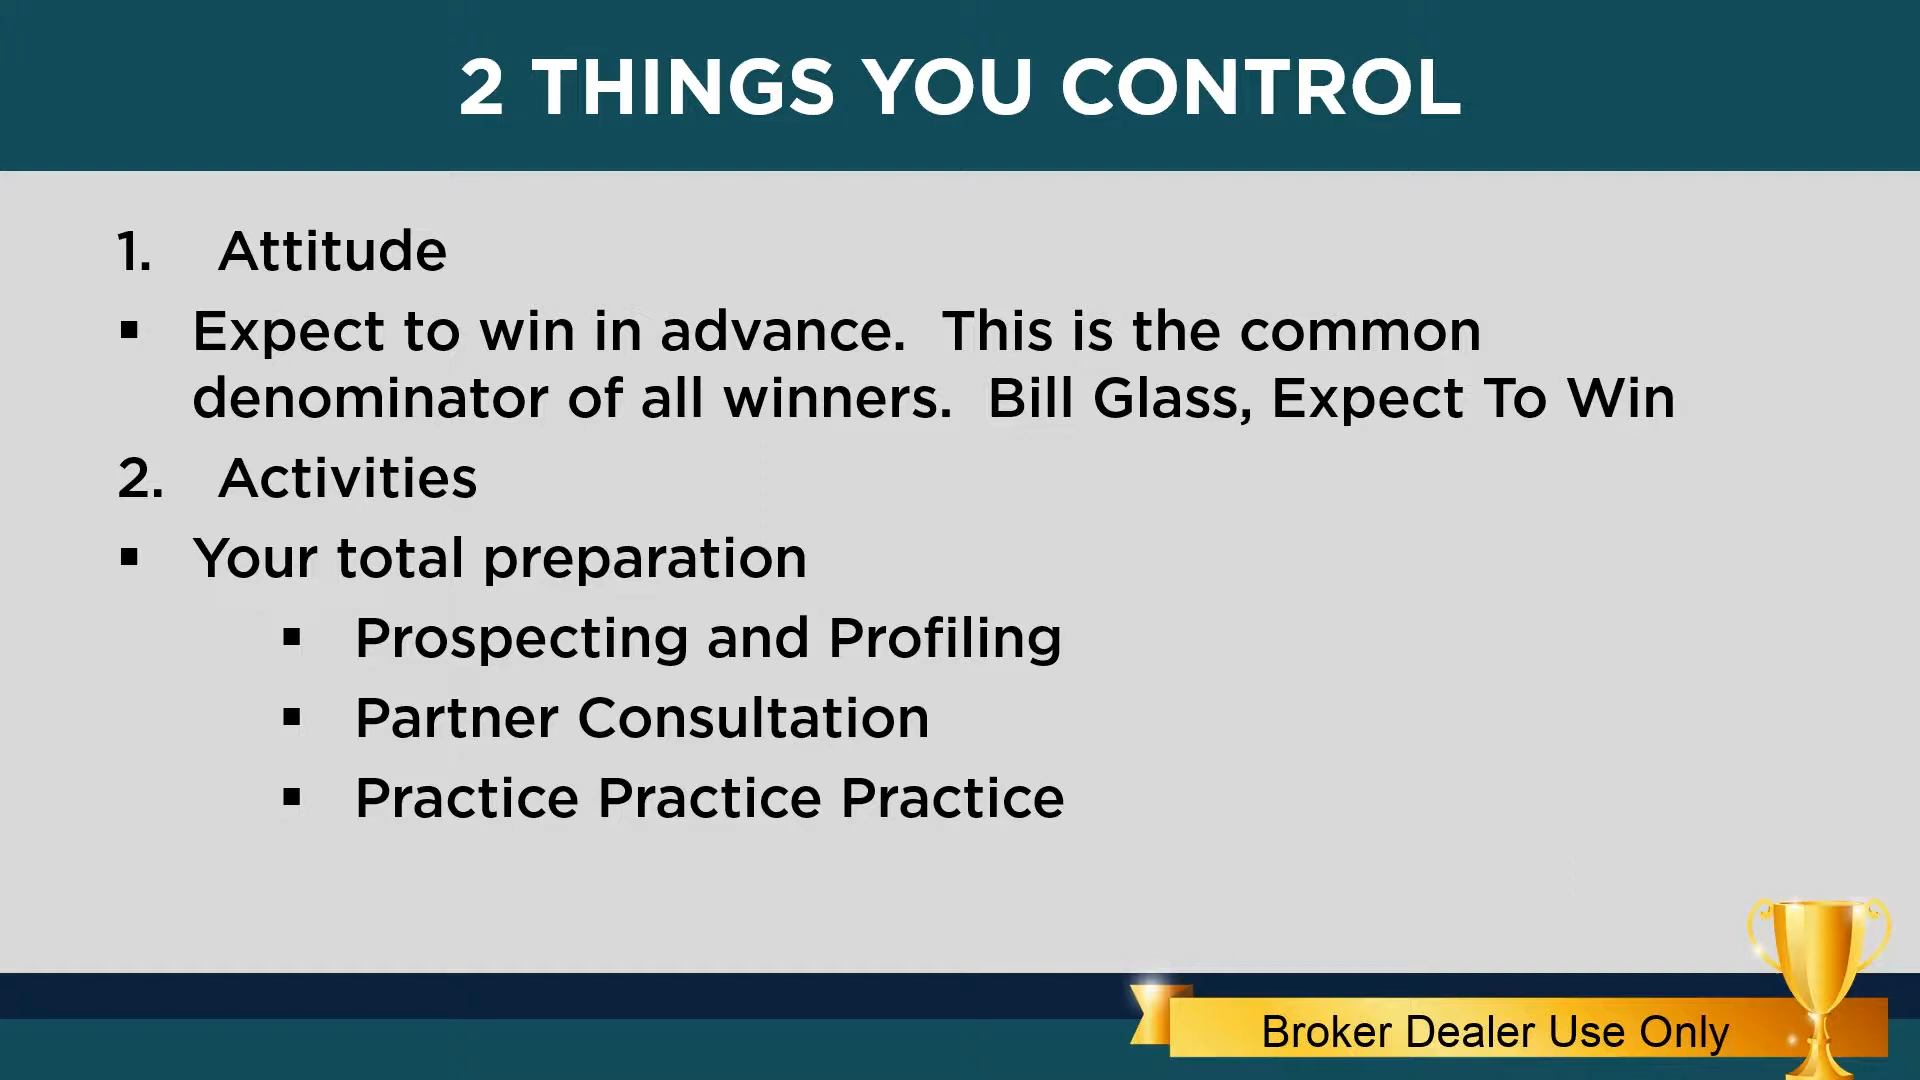 2 THINGS YOU CONTROL
1. Attitude
▪ Expect to win in advance.  This is the common
denominator of all winners.  Bill Glass, Expect To Win
2. Activities
▪ Your total preparation
▪ Prospecting and Profiling
▪ Partner Consultation
▪ Practice Practice Practice
Broker Dealer Use Only